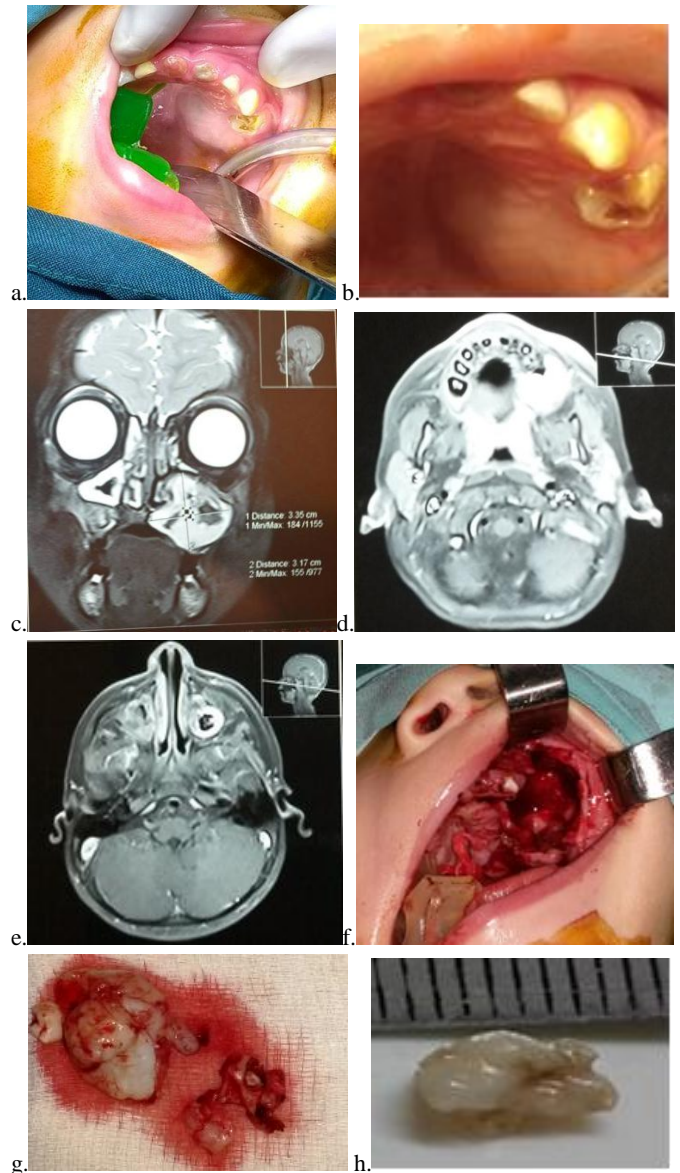 a.
b.
c.
1 Distance: 3.35 cm
1 Min/Max: 184 /1155
2 Distance: 3.17 cm
2 Min/Max: 155 /977
d.
e.
f.
g.
h.